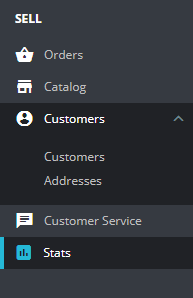 SELL
Orders
Catalog
Customers
Customers
Addresses
Customer Service
Stats